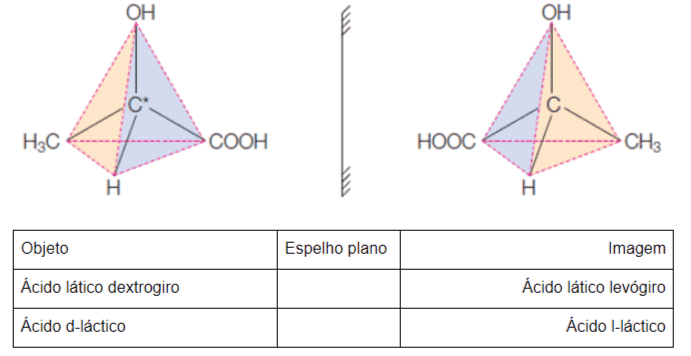 OH OH
C* C
H₃C COOH HOOC CH₃
H H
Objeto Espelho plano Imagem
Ácido lático dextrogiro Ácido lático levógiro
Ácido d-láctico Ácido l-láctico